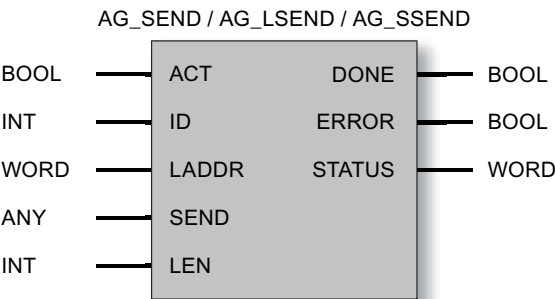 AG_SEND / AG_LSEND / AG_SSEND
BOOL ACT DONE BOOL
INT ID ERROR BOOL
WORD LADDR STATUS WORD
ANY SEND
INT LEN